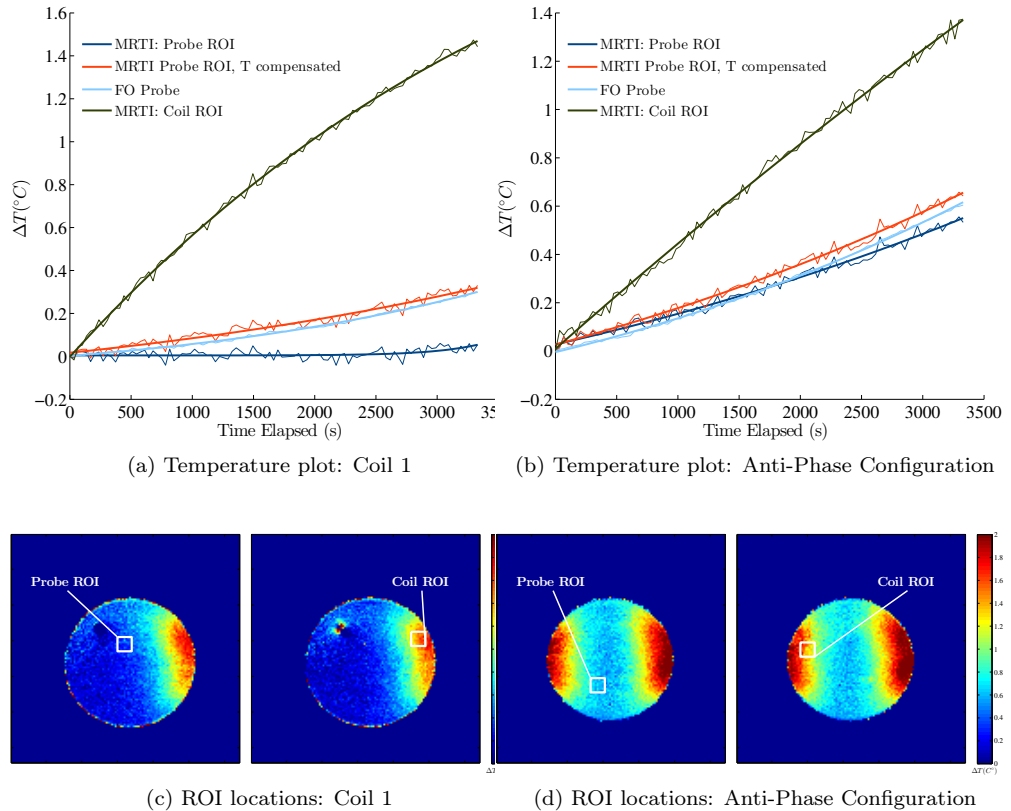 1.6
1.4
1.2
1
0.8
0.6
0.4
0.2
0
−0.2
ΔT(°C)
MRTI: Probe ROI
MRTI Probe ROI, T compensated
FO Probe
MRTI: Coil ROI
0 500 1000 1500 2000 2500 3000
Time Elapsed (s)
(a) Temperature plot: Coil 1
1.4
1.2
1
0.8
0.6
0.4
0.2
0
−0.2
ΔT(°C)
MRTI: Probe ROI
MRTI Probe ROI, T compensated
FO Probe
MRTI: Coil ROI
0 500 1000 1500 2000 2500 3000 3500
Time Elapsed (s)
(b) Temperature plot: Anti-Phase Configuration
Probe ROI
Coil ROI
(c) ROI locations: Coil 1
Probe ROI
Coil ROI
2
1.8
1.6
1.4
1.2
1
0.8
0.6
0.4
0.2
0
ΔT(C°)
(d) ROI locations: Anti-Phase Configuration